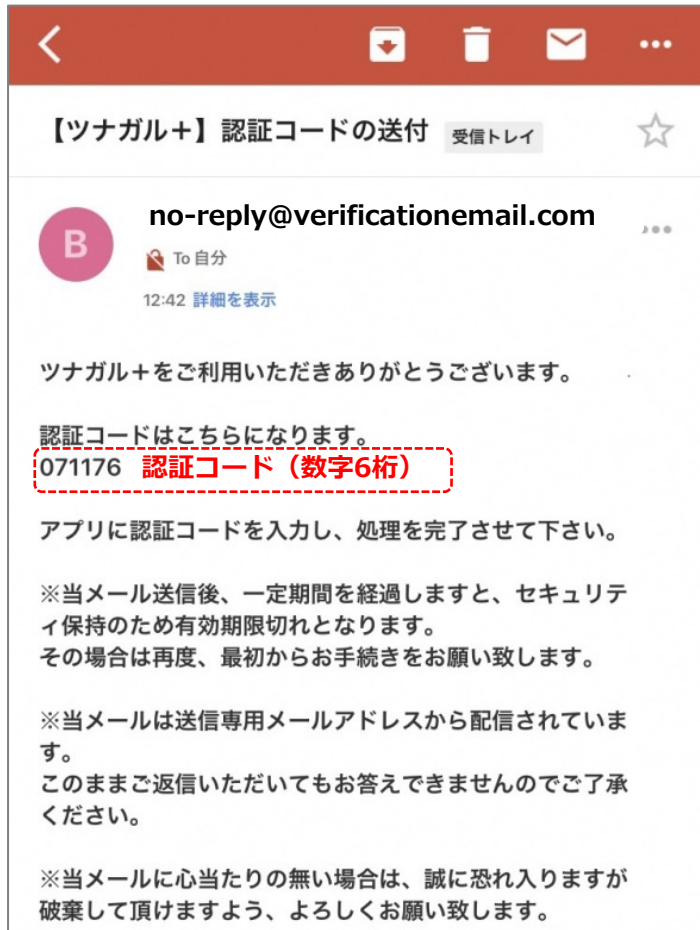 【ツナガル＋】認証コードの送付 受信トレイ
B
no-reply@verificationemail.com
To 自分
12:42 詳細を表示
ツナガル＋をご利用いただきありがとうございます。
認証コードはこちらになります。
071176 認証コード（数字6桁）
アプリに認証コードを入力し、処理を完了させて下さい。
※当メール送信後、一定期間を経過しますと、セキュリテ
ィ保持のため有効期限切れとなります。
その場合は再度、最初からお手続きをお願い致します。
※当メールは送信専用メールアドレスから配信されていま
す。
このままご返信いただいてもお答えできませんのでご了承
ください。
※当メールに心当たりの無い場合は、誠に恐れ入りますが
破棄して頂けますよう、よろしくお願い致します。